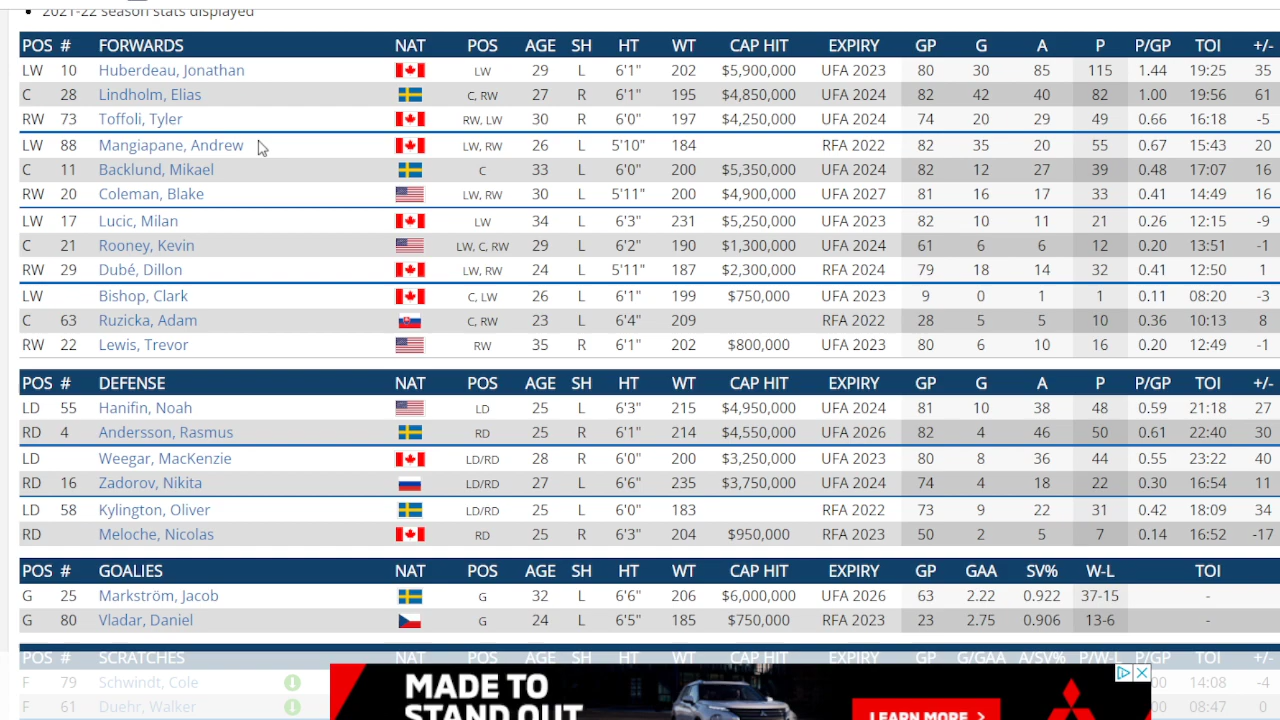 2021-22 season stats displayed
POS # FORWARDS NAT POS AGE SH HT WT CAP HIT EXPIRY GP G A P P/GP TOI +/-
LW 10 Huberdeau, Jonathan LW 29 L 6'1" 202 $5,900,000 UFA 2023 80 30 85 115 1.44 19:25 35
C 28 Lindholm, Elias C, RW 27 R 6'1" 195 $4,850,000 UFA 2024 82 42 40 82 1.00 19:56 61
RW 73 Toffoli, Tyler RW, LW 30 R 6'0" 197 $4,250,000 UFA 2024 74 20 29 49 0.66 16:18 -5
LW 88 Mangiapane, Andrew LW, RW 26 L 5'10" 184 RFA 2022 82 35 20 55 0.67 15:43 20
C 11 Backlund, Mikael C 33 L 6'0" 200 $5,350,000 UFA 2024 82 12 27 39 0.48 17:07 16
RW 20 Coleman, Blake LW, RW 30 L 5'11" 200 $4,900,000 UFA 2027 81 16 17 33 0.41 14:49 16
LW 17 Lucic, Milan LW 34 L 6'3" 231 $5,250,000 UFA 2023 82 10 11 21 0.26 12:15 -9
C 21 Rooney, Kevin LW, C, RW 29 L 6'2" 190 $1,300,000 UFA 2024 61 6 6 12 0.20 13:51
RW 29 Dubé, Dillon LW, RW 24 L 5'11" 187 $2,300,000 RFA 2024 79 18 14 32 0.41 12:50 1
LW Bishop, Clark C, LW 26 L 6'1" 199 $750,000 UFA 2023 9 0 1 1 0.11 08:20 -3
C 63 Ruzicka, Adam C, RW 23 L 6'4" 209 RFA 2022 28 5 5 10 0.36 10:13 8
RW 22 Lewis, Trevor RW 35 R 6'1" 202 $800,000 UFA 2023 80 6 10 16 0.20 12:49
POS # DEFENSE NAT POS AGE SH HT WT CAP HIT EXPIRY GP G A P P/GP TOI +/-
LD 55 Hanifin, Noah LD 25 L 6'3" 215 $4,950,000 UFA 2024 81 10 38 48 0.59 21:18 27
RD 4 Andersson, Rasmus RD 25 R 6'1" 214 $4,550,000 UFA 2026 82 4 46 50 0.61 22:40 30
LD Weegar, MacKenzie LD/RD 28 R 6'0" 200 $3,250,000 UFA 2023 80 8 36 44 0.55 23:22 40
RD 16 Zadorov, Nikita LD/RD 27 L 6'6" 235 $3,750,000 UFA 2024 74 4 18 22 0.30 16:54 11
LD 58 Kylington, Oliver LD/RD 25 L 6'0" 183 RFA 2022 73 9 22 31 0.42 18:09 34
RD Meloche, Nicolas RD 25 R 6'3" 204 $950,000 RFA 2023 50 2 5 7 0.14 16:52 -17
POS # GOALIES NAT POS AGE SH HT WT CAP HIT EXPIRY GP GAA SV% W-L TOI
G 25 Markström, Jacob G 32 L 6'6" 206 $6,000,000 UFA 2026 63 2.22 0.922 37-15 -
G 80 Vladar, Daniel G 24 L 6'5" 185 $750,000 RFA 2023 23 2.75 0.906 13-6 -
POS # SCRATCHES NAT POS AGE SH HT WT CAP HIT EXPIRY GP G/GAA A/SV% P/W-L P/GP TOI +/-
F 79 Schwindt, Cole 14:08 -4
F 61 Duehr, Walker 08:47 0
MADE TO
STAND OUT
LEARN MORE >